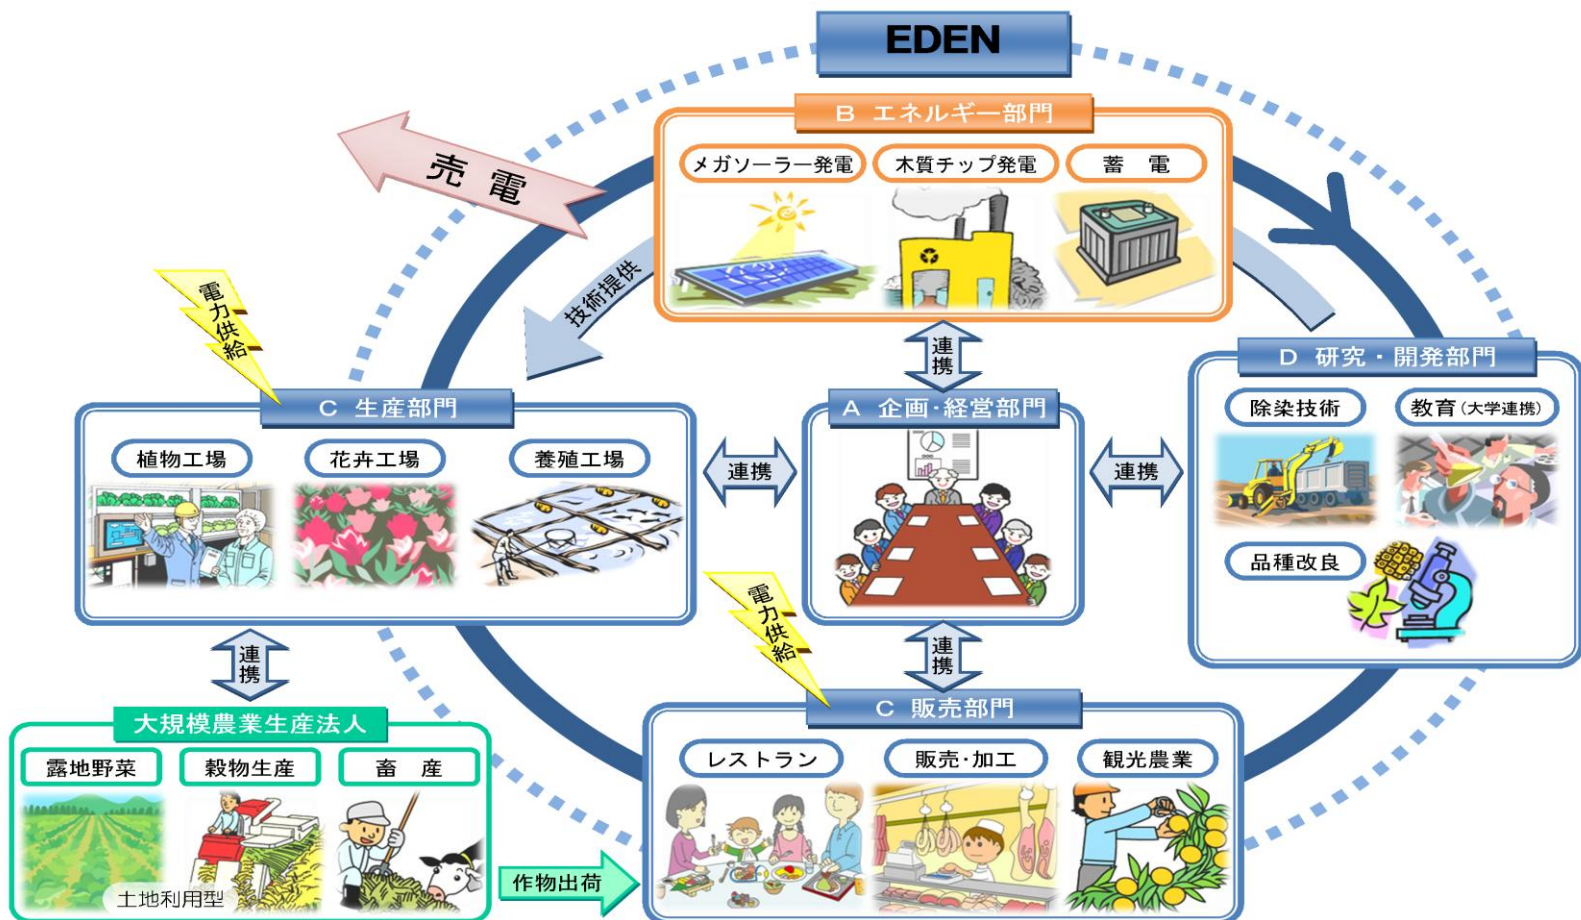 EDEN
B エネルギー部門
メガソーラー発電
木質チップ発電
蓄 電
売 電
技術提供
電力供給
連携
D 研究・開発部門
除染技術
教育(大学連携)
品種改良
C 生産部門
植物工場
花卉工場
養殖工場
連携
A 企画・経営部門
連携
電力供給
連携
連携
大規模農業生産法人
露地野菜
穀物生産
畜 産
土地利用型
作物出荷
C 販売部門
レストラン
販売・加工
観光農業